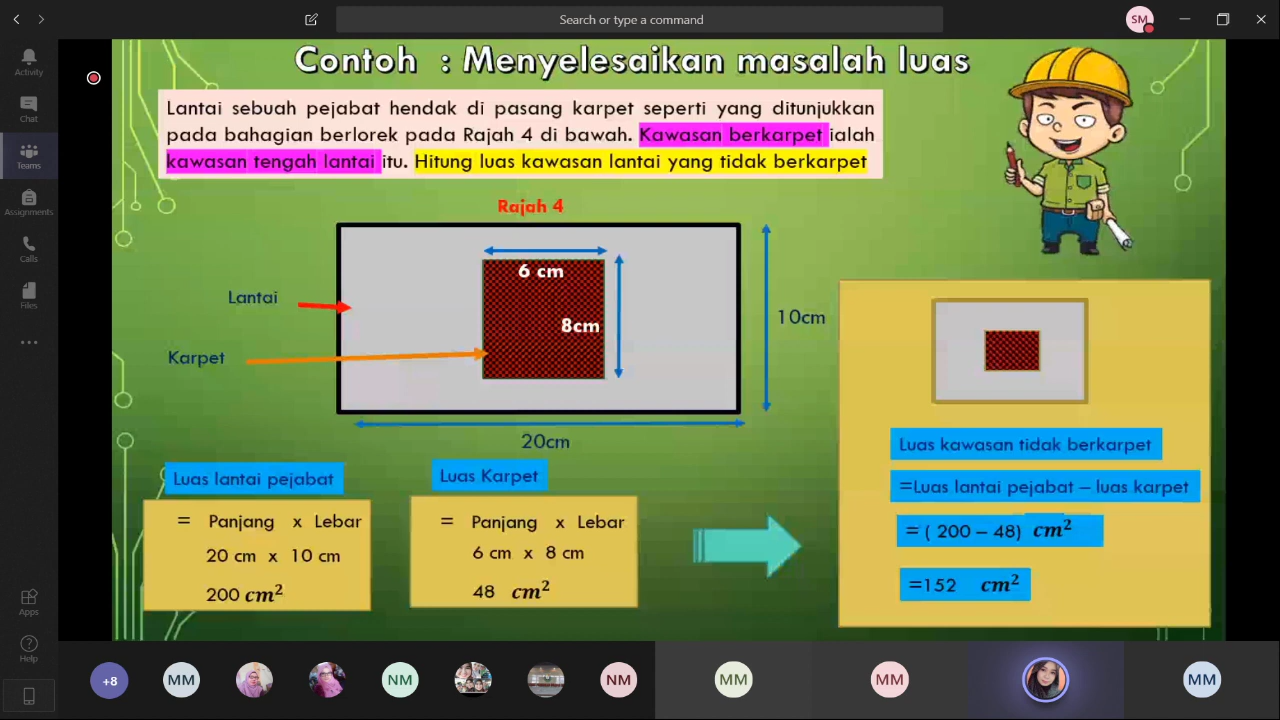 Search or type a command
SM
Activity
Chat
Teams
Assignments
Calls
Files
Apps
Help
Contoh : Menyelesaikan masalah luas
Lantai sebuah pejabat hendak di pasang karpet seperti yang ditunjukkan
pada bahagian berlorek pada Rajah 4 di bawah. Kawasan berkarpet ialah
kawasan tengah lantai itu. Hitung luas kawasan lantai yang tidak berkarpet
Rajah 4
6 cm
8cm
Lantai
Karpet
10cm
20cm
Luas lantai pejabat
= Panjang x Lebar
20 cm x 10 cm
200 cm²
Luas Karpet
= Panjang x Lebar
6 cm x 8 cm
48 cm²
Luas kawasan tidak berkarpet
=Luas lantai pejabat – luas karpet
= ( 200 – 48) cm²
=152 cm²
+8
MM
NM
NM
MM
MM
MM